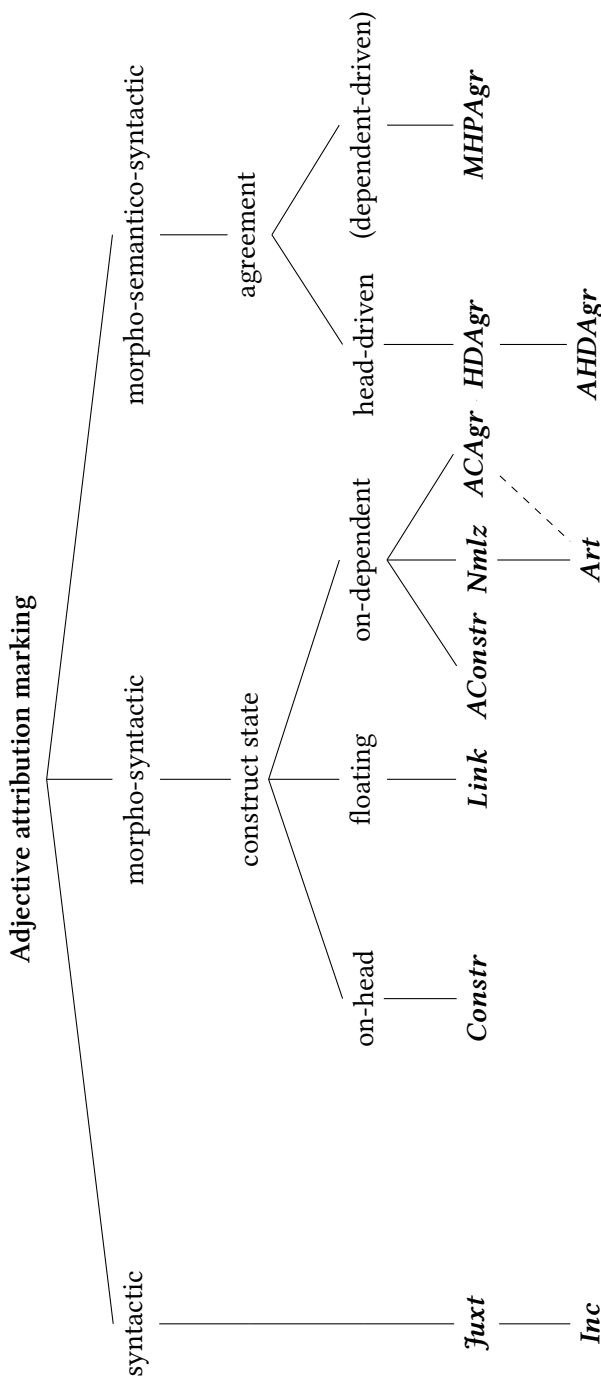 Adjective attribution marking
syntactic
morpho-syntactic
morpho-semantico-syntactic
construct state
agreement
on-head
floating
on-dependent
head-driven
(dependent-driven)
Juxt
Constr
Link
AConstr
Nmlz
ACAgr
HDAgr
MHPAgr
Inc
Art
AHDAgr